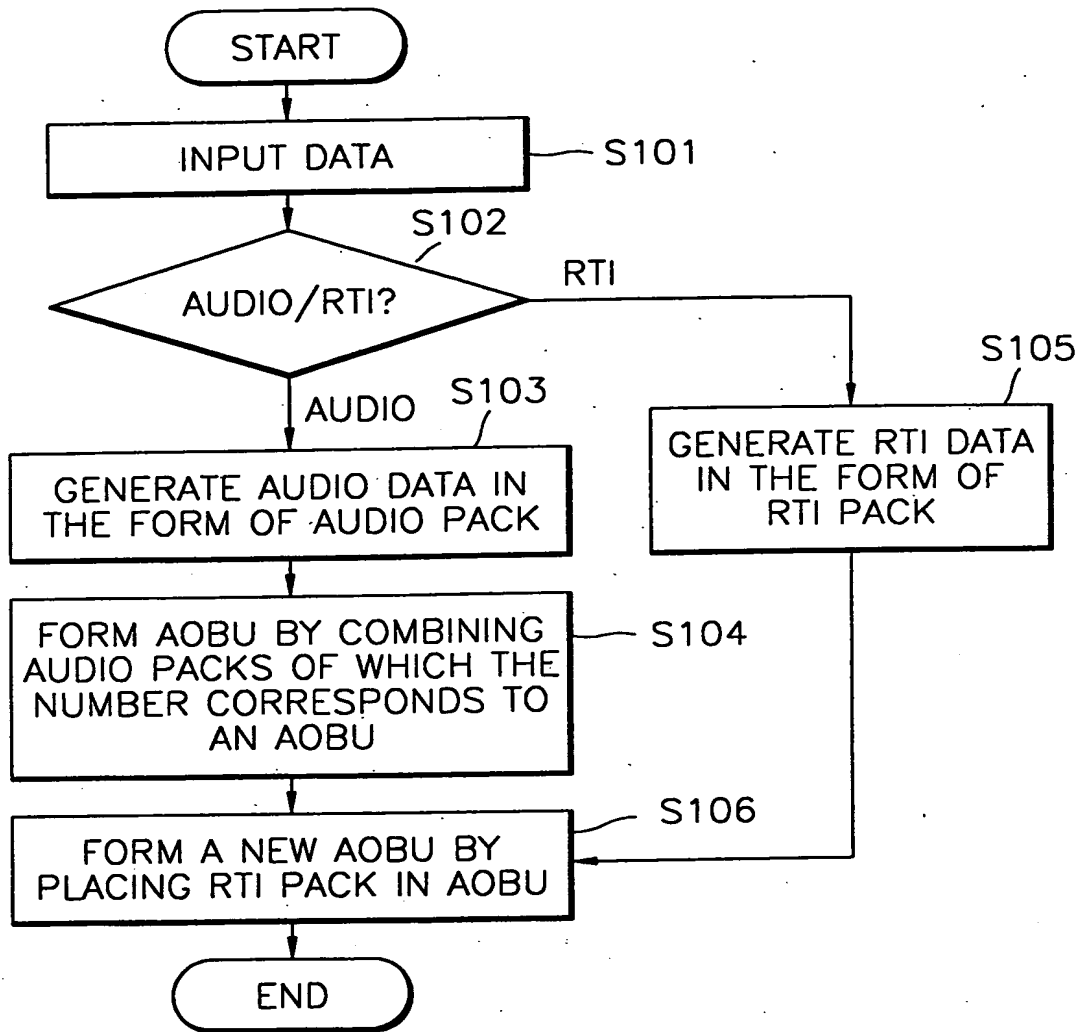 START
INPUT DATA
S101
S102
AUDIO/RTI?
RTI
AUDIO
S103
GENERATE AUDIO DATA IN
THE FORM OF AUDIO PACK
S105
GENERATE RTI DATA
IN THE FORM OF
RTI PACK
FORM AOBU BY COMBINING
AUDIO PACKS OF WHICH THE
NUMBER CORRESPONDS TO
AN AOBU
S104
S106
FORM A NEW AOBU BY
PLACING RTI PACK IN AOBU
END